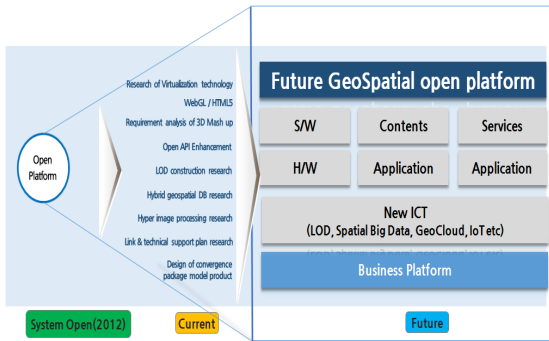 Open
Platform
Research of Virtualization technology
WebGL / HTML5
Requirement analysis of 3D Mash up
Open API Enhancement
LOD construction research
Hybrid geospatial DB research
Hyper image processing research
Link & technical support plan research
Design of convergence
package model product
Future GeoSpatial open platform
S/W
Contents
Services
H/W
Application
Application
New ICT
(LOD, Spatial Big Data, GeoCloud, IoT etc)
Business Platform
System Open(2012)
Current
Future